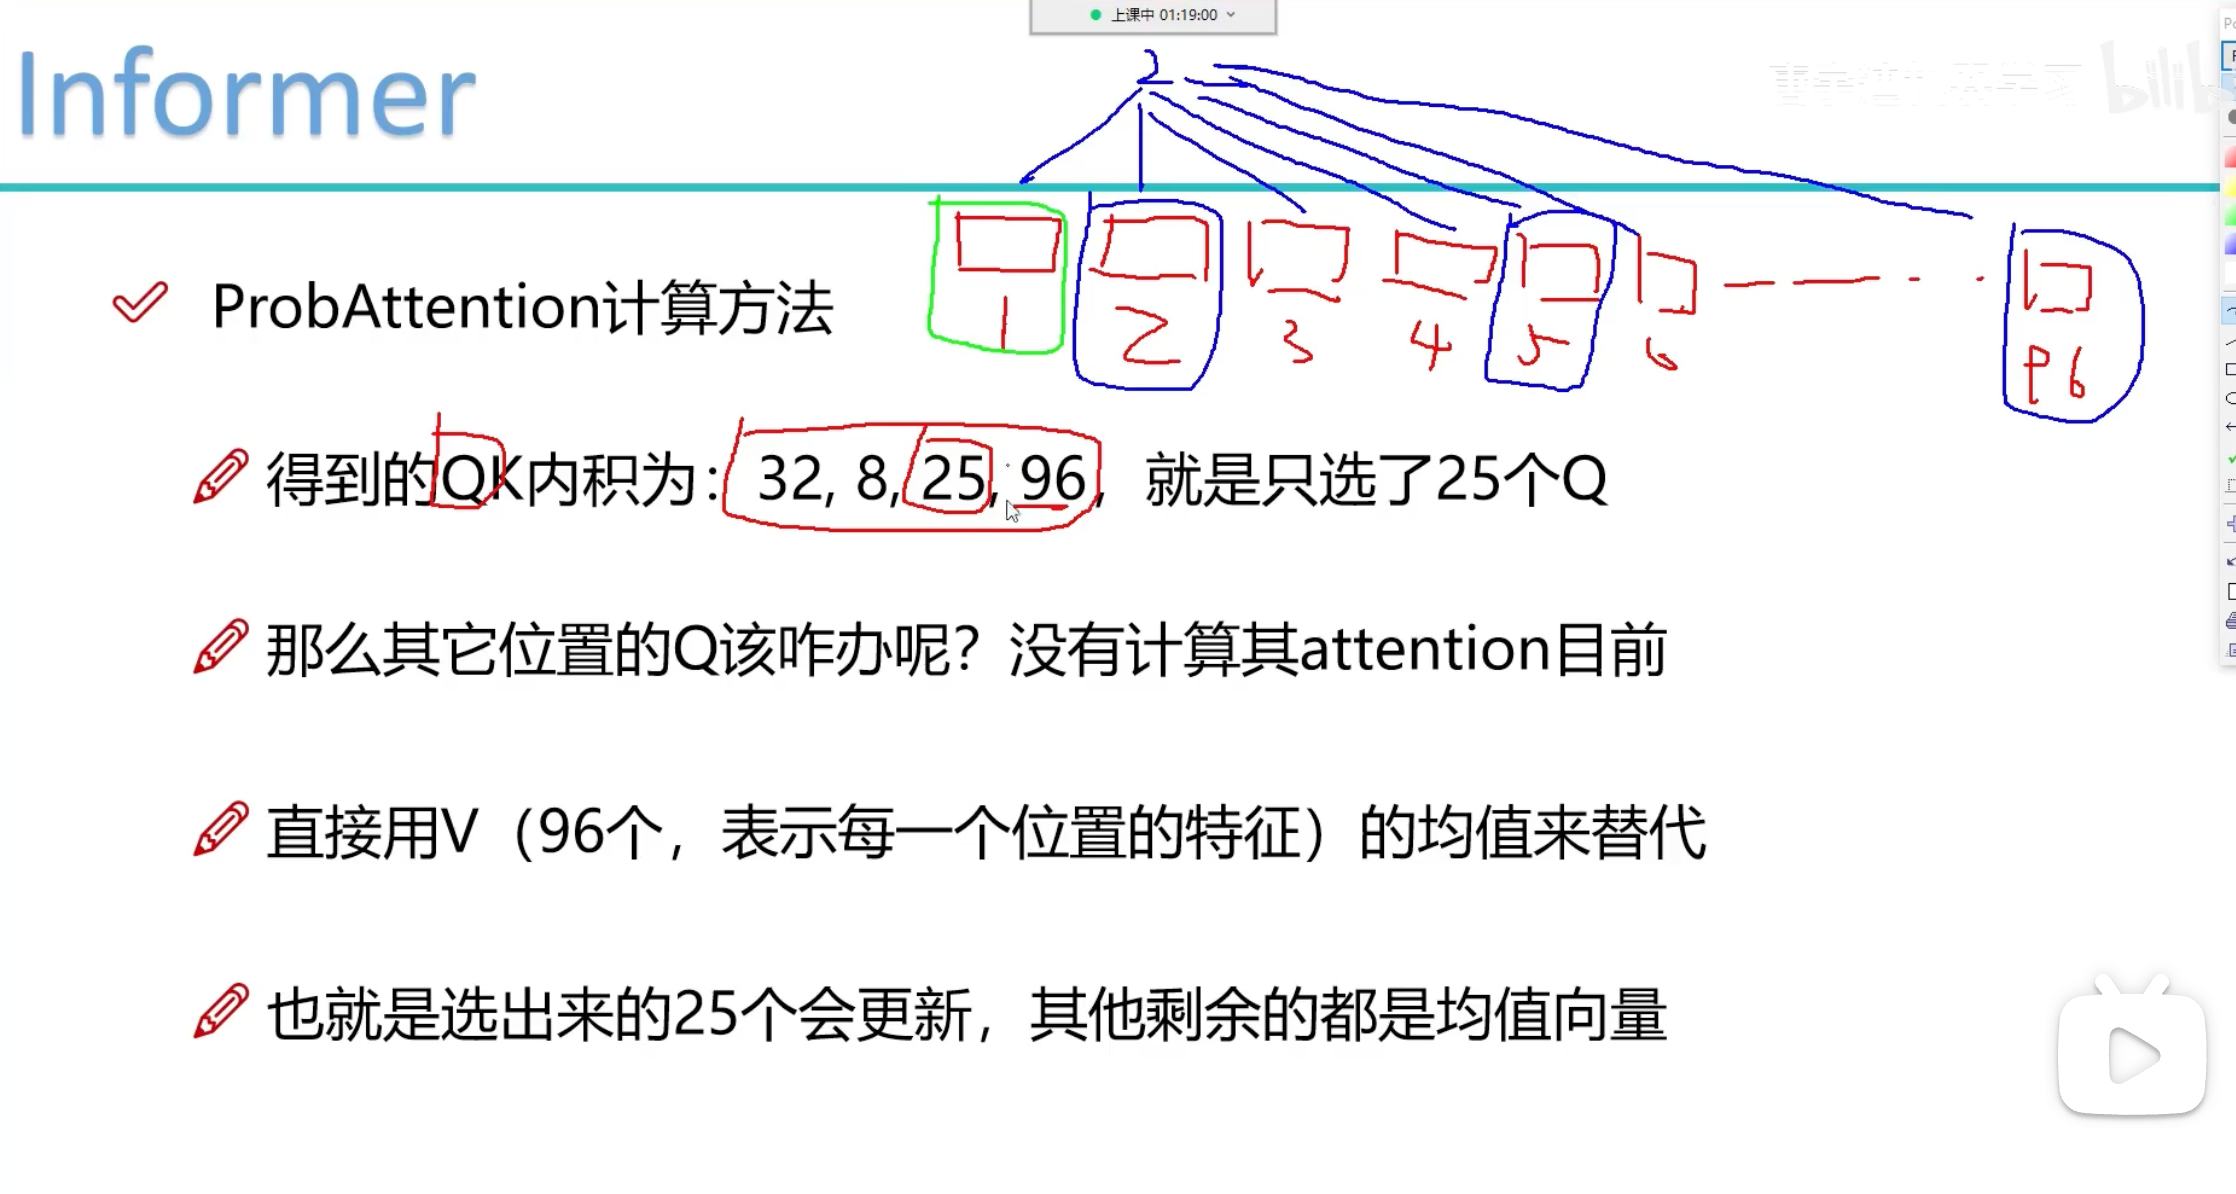 上课中 01:19:00
Informer
2
1 2 3 4 5 6 96
ProbAttention计算方法
得到的QK内积为：32, 8, 25, 96，就是只选了25个Q
那么其它位置的Q该咋办呢？没有计算其attention目前
直接用V（96个，表示每一个位置的特征）的均值来替代
也就是选出来的25个会更新，其他剩余的都是均值向量